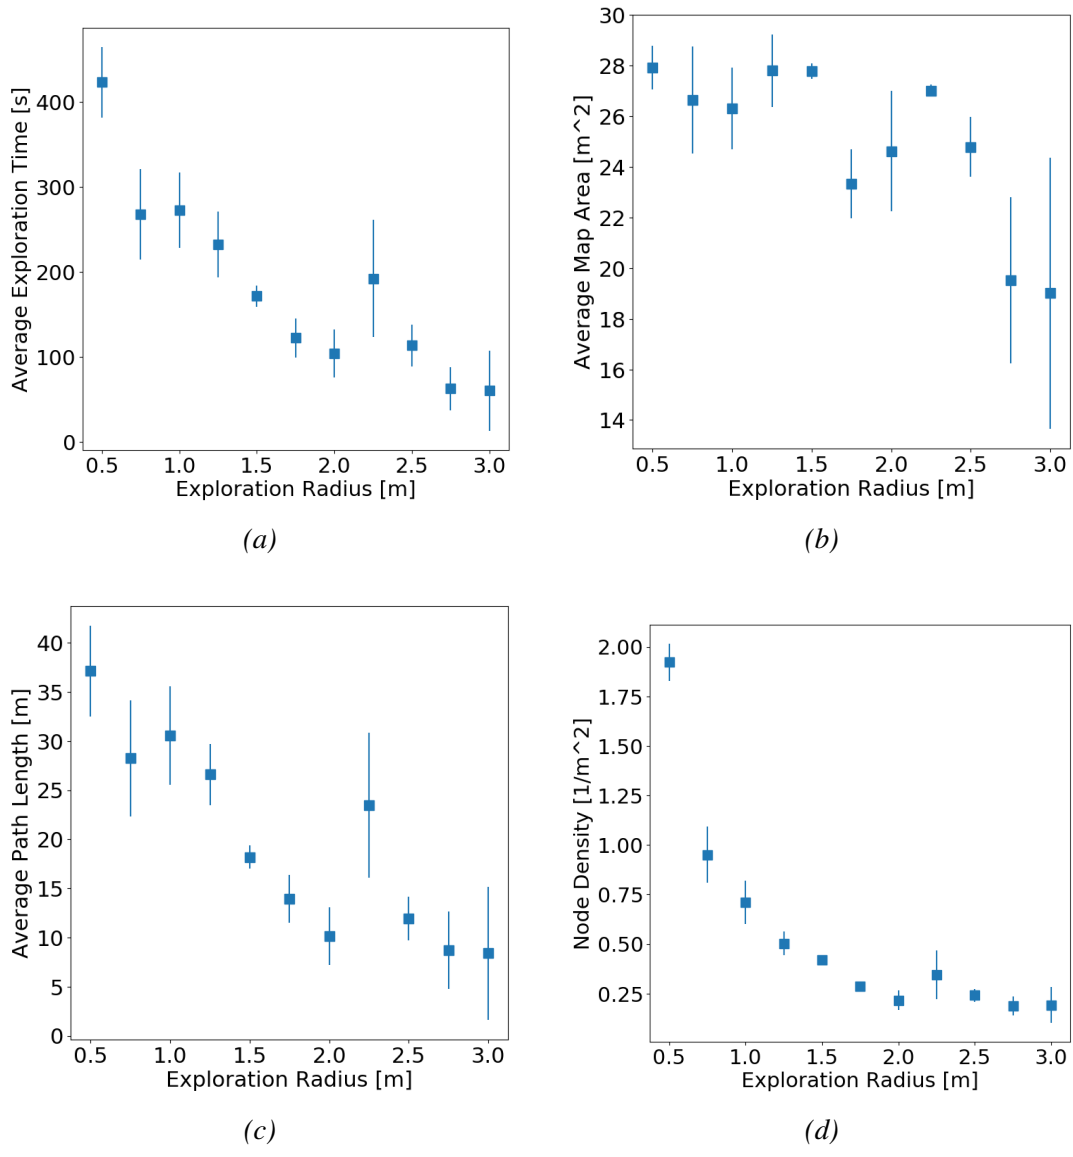 Average Exploration Time [s]
400
300
200
100
0
0.5 1.0 1.5 2.0 2.5 3.0
Exploration Radius [m]
(a)
Average Map Area [m^2]
30
28
26
24
22
20
18
16
14
0.5 1.0 1.5 2.0 2.5 3.0
Exploration Radius [m]
(b)
Average Path Length [m]
40
35
30
25
20
15
10
5
0
0.5 1.0 1.5 2.0 2.5 3.0
Exploration Radius [m]
(c)
Node Density [1/m^2]
2.00
1.75
1.50
1.25
1.00
0.75
0.50
0.25
0.5 1.0 1.5 2.0 2.5 3.0
Exploration Radius [m]
(d)